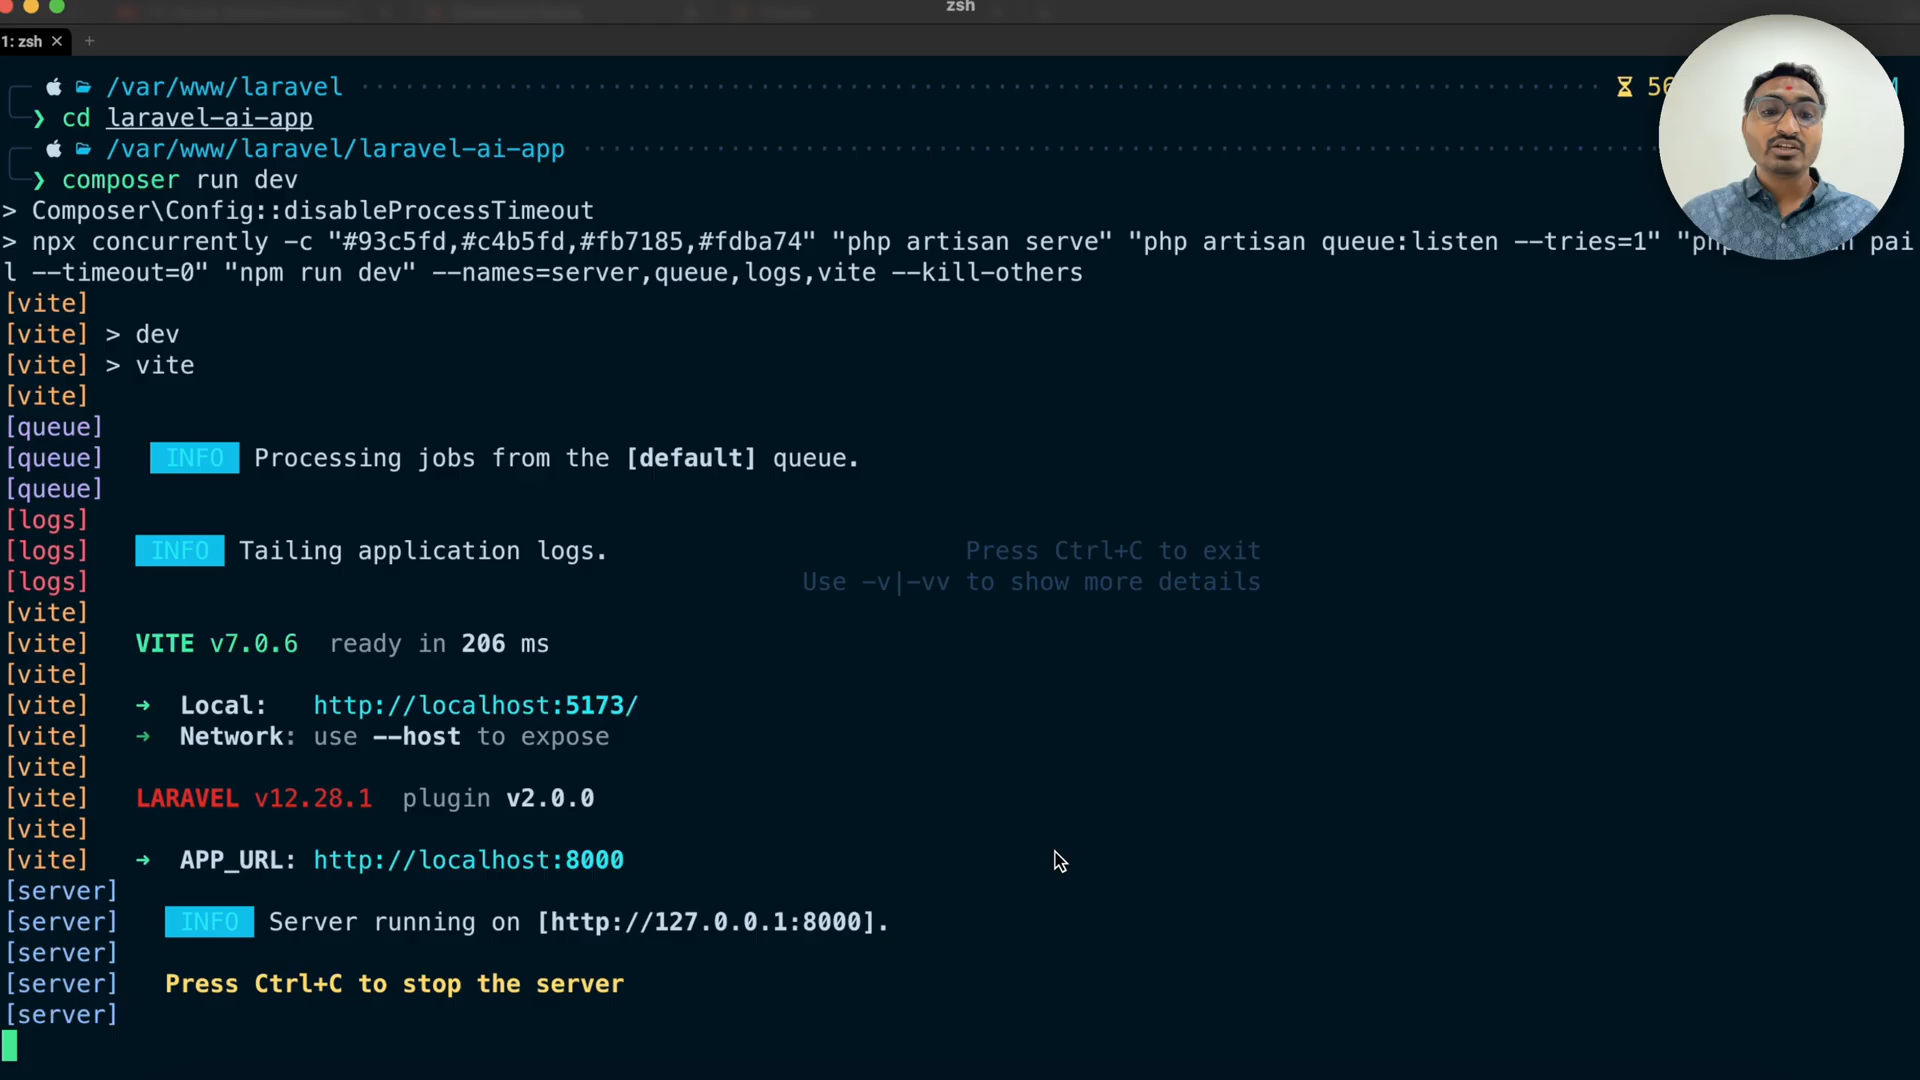 zsh
1: zsh × +
/var/www/laravel
❯ cd laravel-ai-app
/var/www/laravel/laravel-ai-app
❯ composer run dev
> Composer\Config::disableProcessTimeout
> npx concurrently -c "#93c5fd,#c4b5fd,#fb7185,#fdba74" "php artisan serve" "php artisan queue:listen --tries=1" pai
l --timeout=0" "npm run dev" --names=server,queue,logs,vite --kill-others
[vite]
[vite] > dev
[vite] > vite
[vite]
[queue]
[queue] INFO Processing jobs from the [default] queue.
[queue]
[logs]
[logs] INFO Tailing application logs. Press Ctrl+C to exit
[logs] Use -v|-vv to show more details
[vite]
[vite] VITE v7.0.6 ready in 206 ms
[vite]
[vite] ➜ Local: http://localhost:5173/
[vite] ➜ Network: use --host to expose
[vite]
[vite] LARAVEL v12.28.1 plugin v2.0.0
[vite]
[vite] ➜ APP_URL: http://localhost:8000
[server]
[server] INFO Server running on [http://127.0.0.1:8000].
[server]
[server] Press Ctrl+C to stop the server
[server]